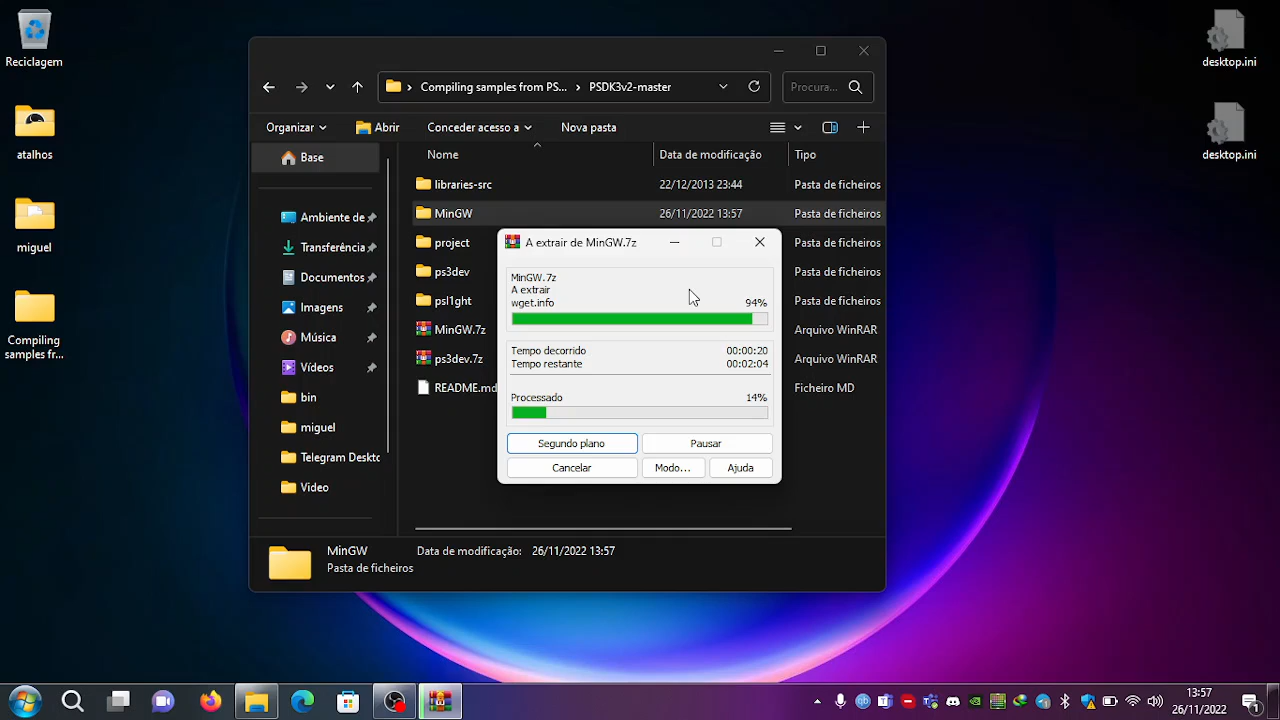 Reciclagem
atalhos
miguel
Compiling
samples fr...
desktop.ini
desktop.ini
Compiling samples from PS...
PSDK3v2-master
Procura...
Organizar
Abrir
Conceder acesso a
Nova pasta
Base
Ambiente de
Transferência
Documentos
Imagens
Música
Vídeos
bin
miguel
Telegram Deskto
Video
Nome
Data de modificação
Tipo
libraries-src
22/12/2013 23:44
Pasta de ficheiros
MinGW
26/11/2022 13:57
Pasta de ficheiros
project
Pasta de ficheiros
ps3dev
Pasta de ficheiros
psl1ght
Pasta de ficheiros
MinGW.7z
Arquivo WinRAR
ps3dev.7z
Arquivo WinRAR
README.md
Ficheiro MD
A extrair de MinGW.7z
MinGW.7z
A extrair
wget.info
94%
Tempo decorrido
00:00:20
Tempo restante
00:02:04
Processado
14%
Segundo plano
Pausar
Cancelar
Modo...
Ajuda
MinGW
Data de modificação: 26/11/2022 13:57
Pasta de ficheiros
13:57
26/11/2022
1